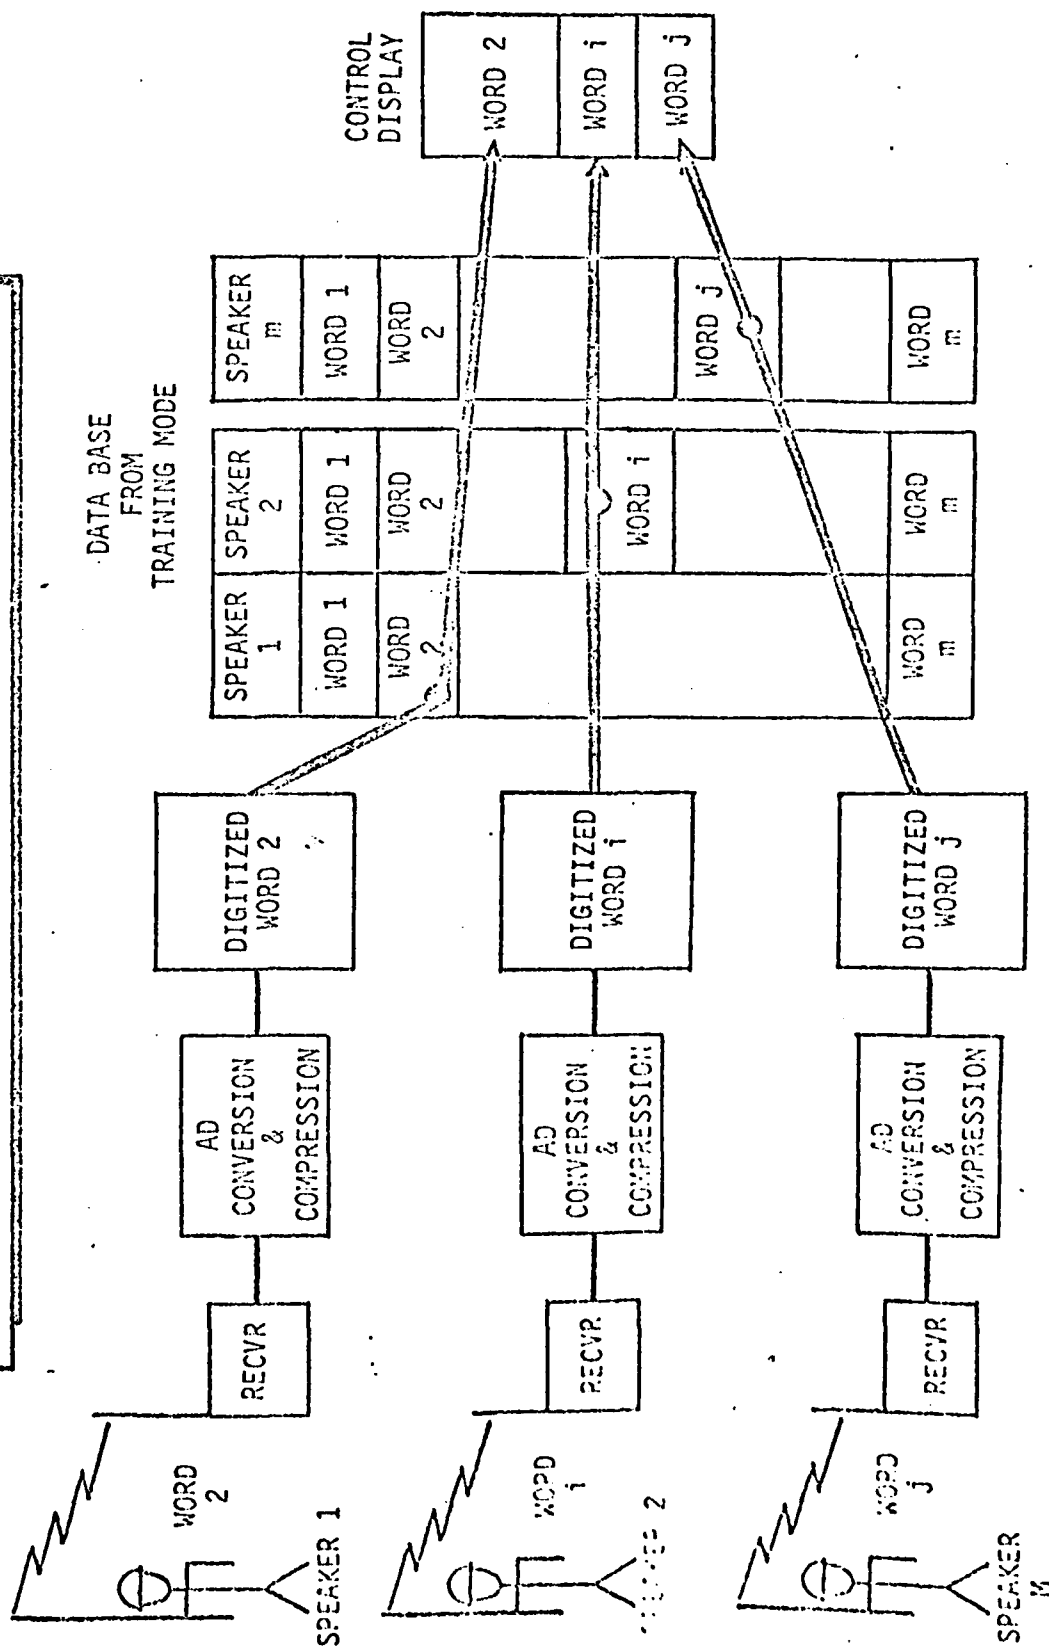 DATA BASE
FROM
TRAINING MODE
CONTROL
DISPLAY
SPEAKER 1
WORD
2
RECVR
AD
CONVERSION
&
COMPRESSION
DIGITIZED
WORD 2
2
WORD
i
RECVR
AD
CONVERSION
&
COMPRESSION
DIGITIZED
WORD i
SPEAKER
M
WORD
j
RECVR
AD
CONVERSION
&
COMPRESSION
DIGITIZED
WORD j
SPEAKER
1
WORD 1
WORD
2
WORD
m
SPEAKER
2
WORD 1
WORD
2
WORD i
WORD
m
SPEAKER
m
WORD 1
WORD
2
WORD j
WORD
m
WORD 2
WORD i
WORD j